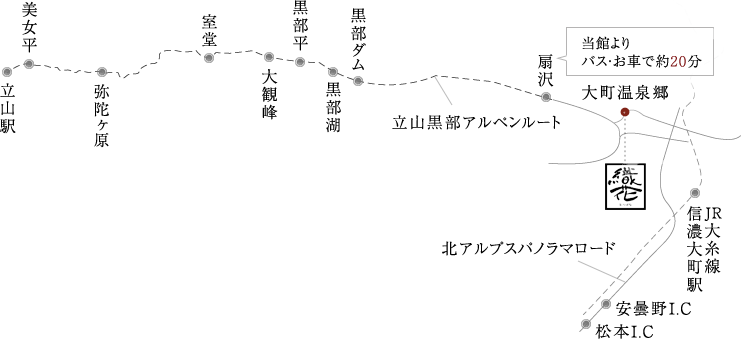 美女平
立山駅
弥陀ヶ原
室堂
大観峰
黒部平
黒部湖
黒部ダム
扇沢
当館より
バス・お車で約20分
大町温泉郷
立山黒部アルペンルート
織花
JR大糸線
信濃大町駅
北アルプスパノラマロード
安曇野I.C
松本I.C